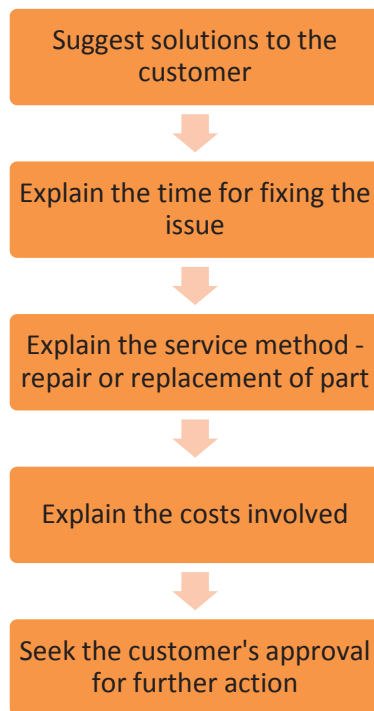 Suggest solutions to the
customer
Explain the time for fixing the
issue
Explain the service method -
repair or replacement of part
Explain the costs involved
Seek the customer's approval
for further action